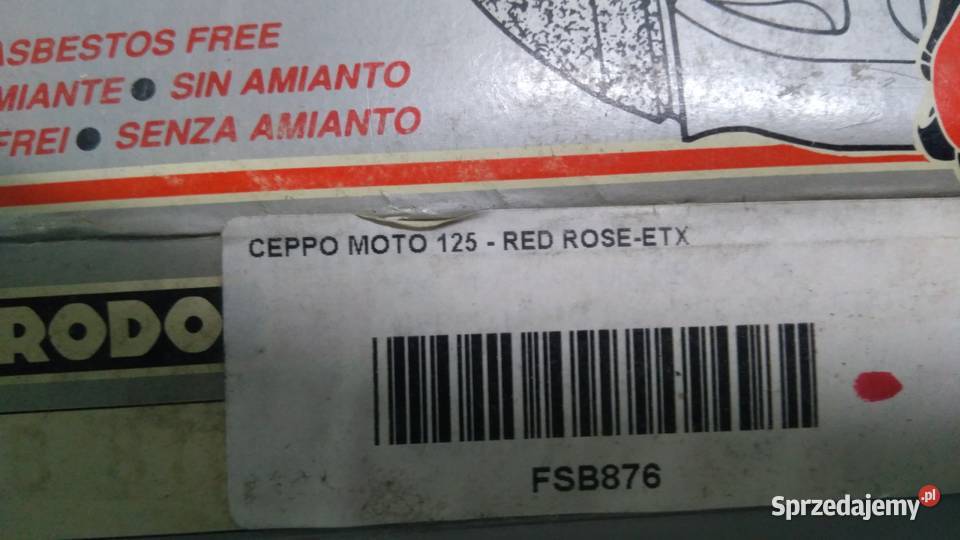 ASBESTOS FREE
MIANTE ● SIN AMIANTO
FREI ● SENZA AMIANTO
CEPPO MOTO 125 - RED ROSE-ETX
RODO
FSB876
Sprzedajemy.pl